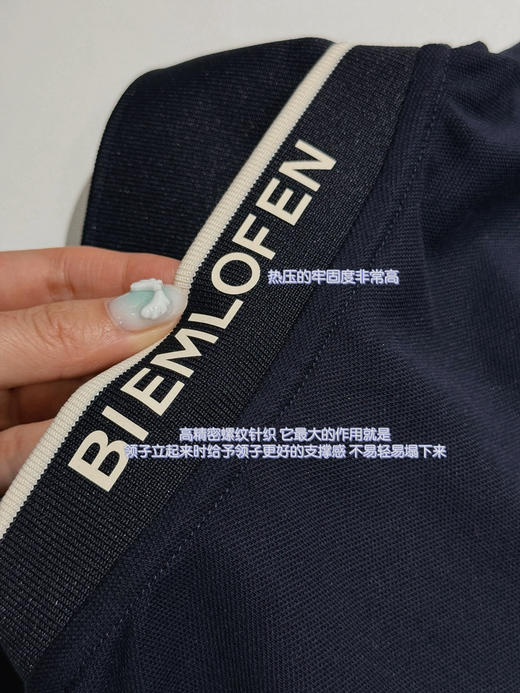 BIEMLOFEN
热压的牢固度非常高
高精密螺纹针织 它最大的作用就是
领子立起来时给予领子更好的支撑感 不易轻易塌下来